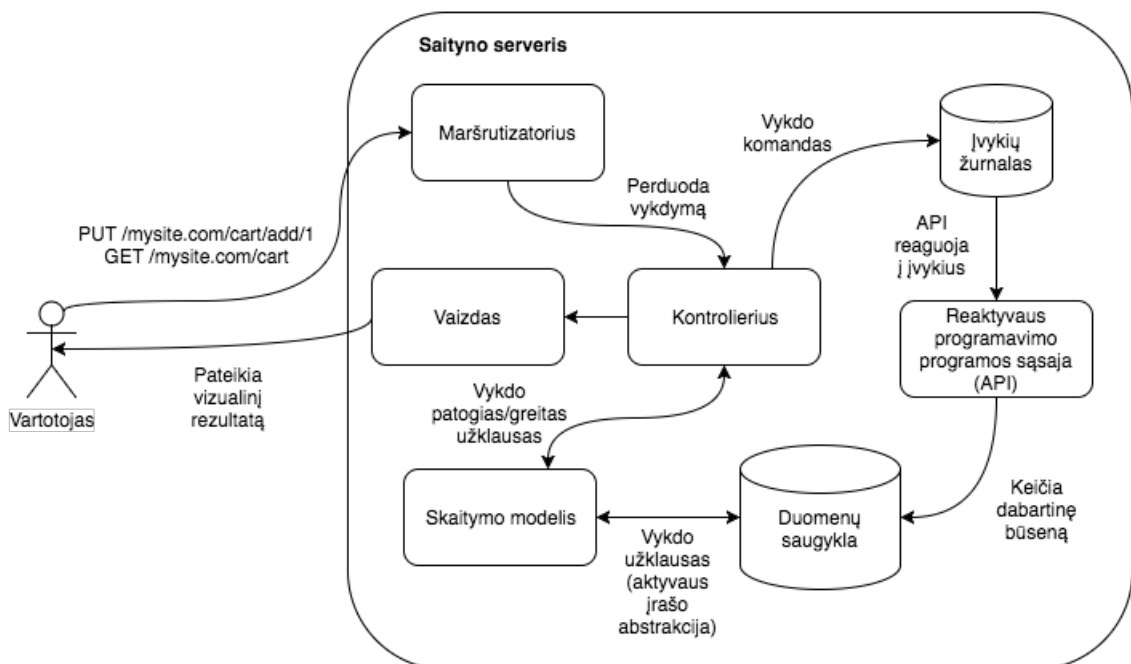 Saityno serveris
Maršrutizatorius
Vykdo
komandas
Įvykių
žurnalas
Perduoda
vykdymą
PUT /mysite.com/cart/add/1
GET /mysite.com/cart
API
reaguoja
į įvykius
Vaizdas
Kontrolierius
Reaktyvaus
programavimo
programos sąsaja
(API)
Vartotojas
Pateikia
vizualinį
rezultatą
Vykdo
patogias/greitas
užklausas
Skaitymo modelis
Duomenų
saugykla
Keičia
dabartinę
būseną
Vykdo
užklausas
(aktyvaus
įrašo
abstrakcija)